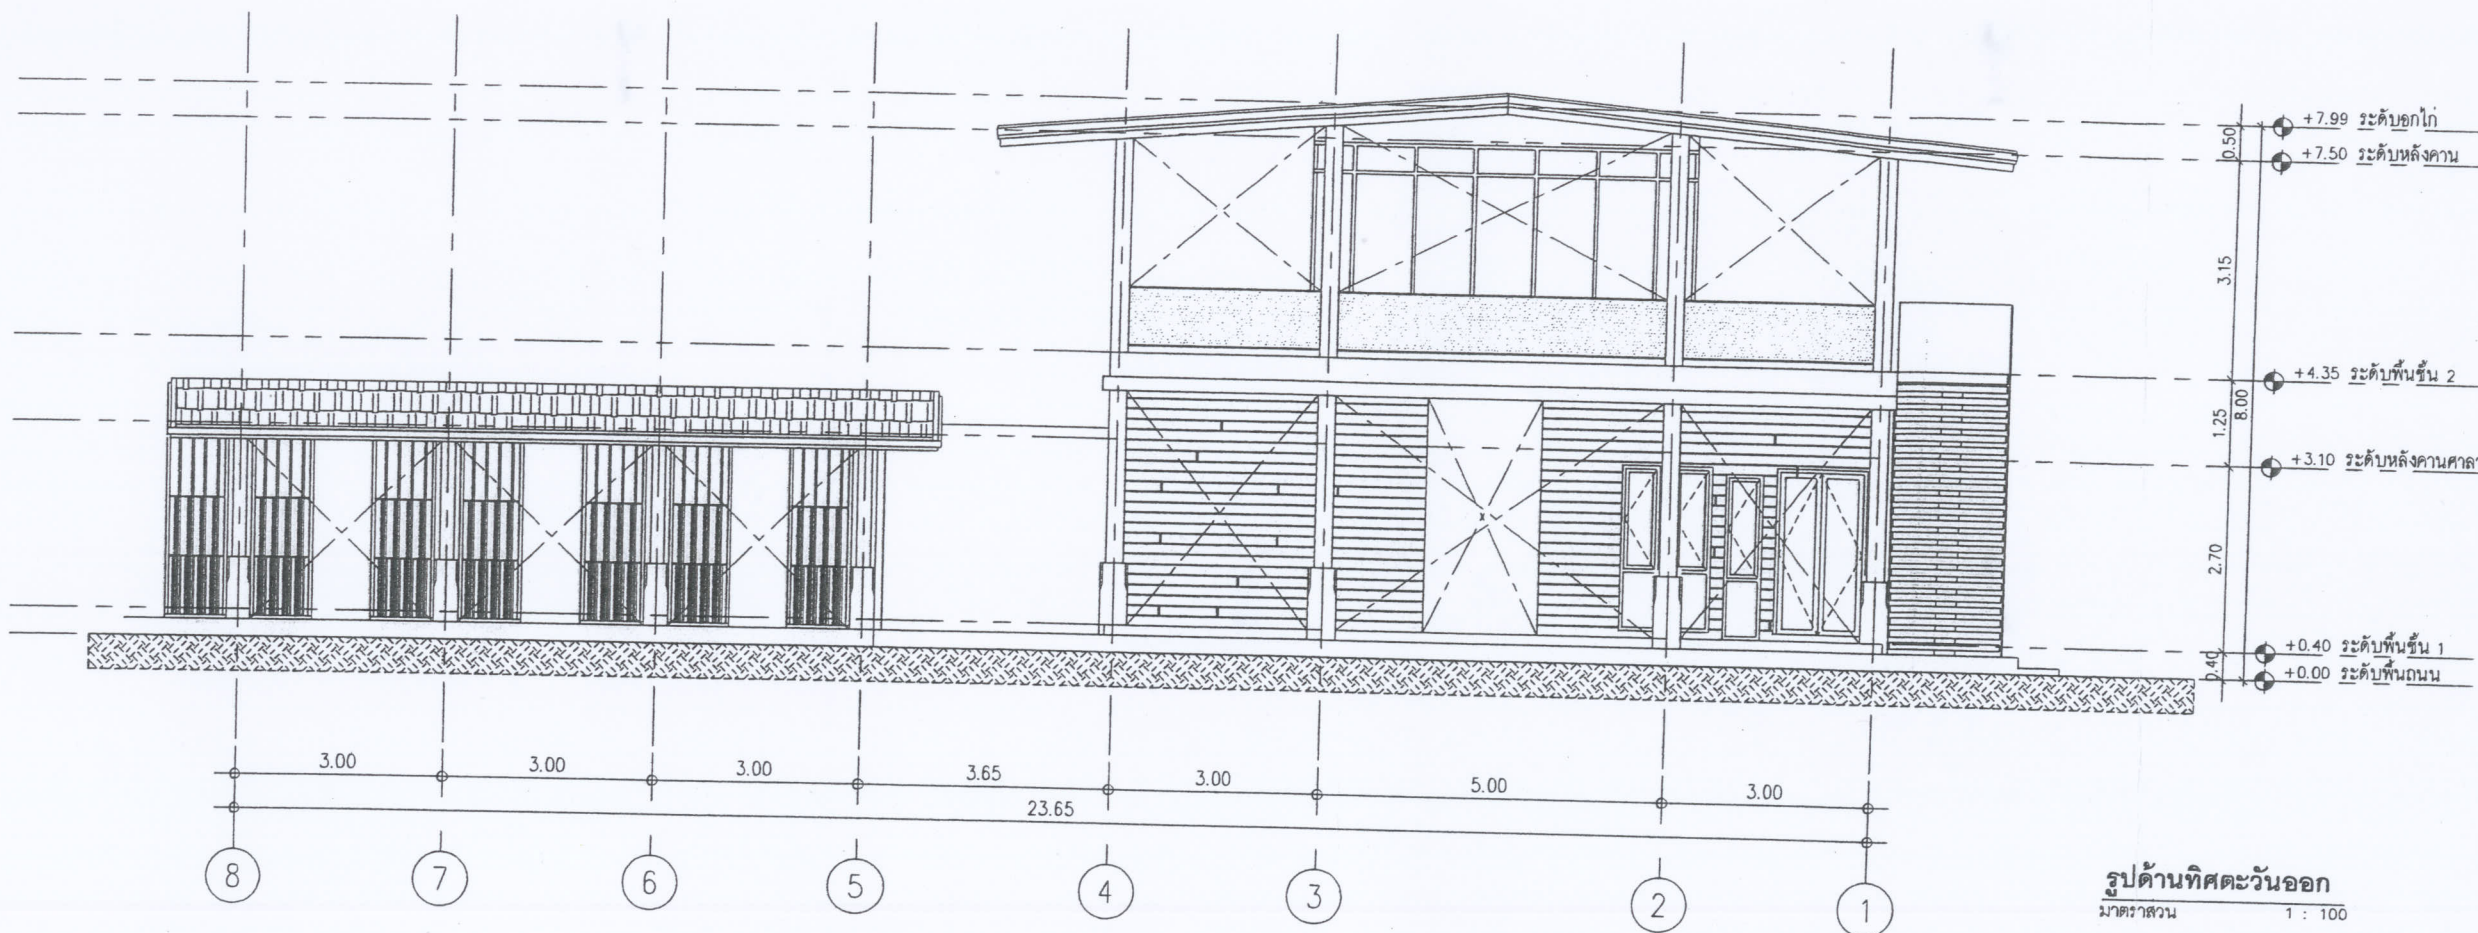 +7.99 ระดับอกไก่
0.50
+7.50 ระดับหลังคาน
3.15
+4.35 ระดับพื้นชั้น 2
1.25
8.00
+3.10 ระดับหลังคานศาลา
2.70
+0.40 ระดับพื้นชั้น 1
0.40
+0.00 ระดับพื้นถนน
3.00 3.00 3.00 3.65 3.00 5.00 3.00
23.65
8 7 6 5 4 3 2 1
รูปด้านทิศตะวันออก
มาตราส่วน 1 : 100